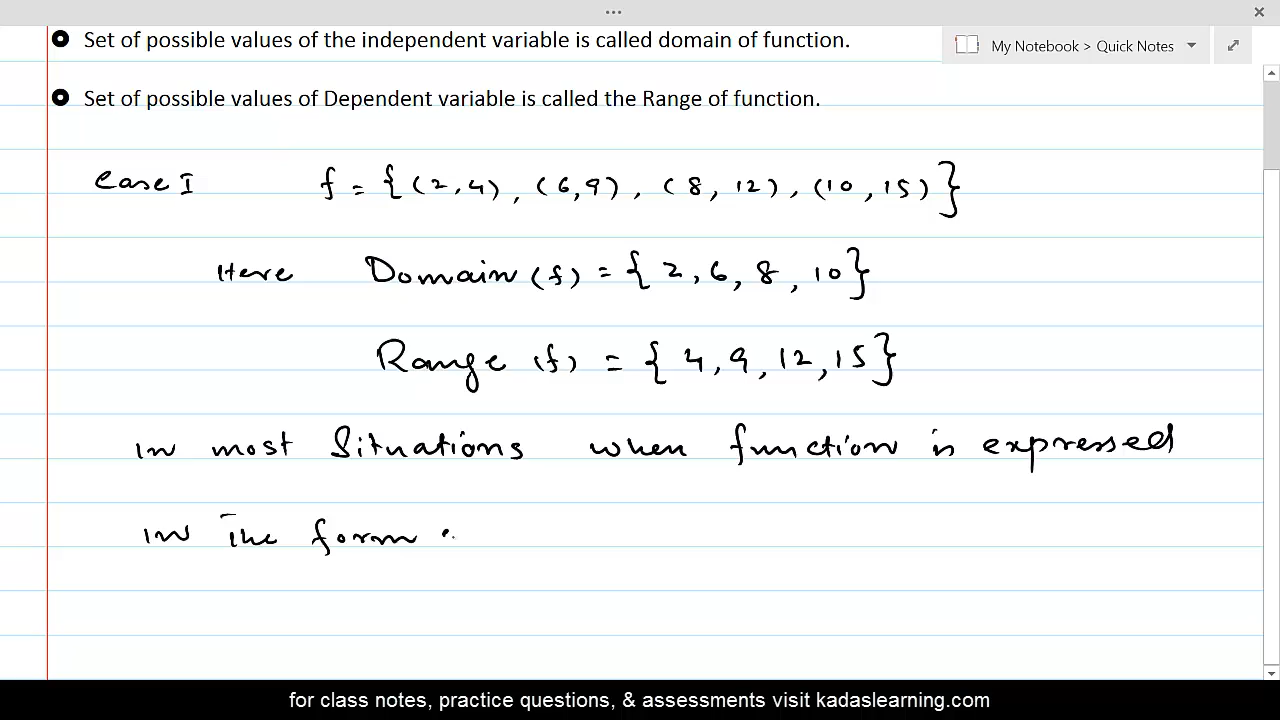 Set of possible values of the independent variable is called domain of function.
My Notebook > Quick Notes
Set of possible values of Dependent variable is called the Range of function.
Case I f = {(2,4), (6,9), (8, 12), (10,15)}
Here Domain (f) = {2,6,8,10}
Range (f) = {4,9,12,15}
in most Situations when function is expressed
in The form
for class notes, practice questions, & assessments visit kadaslearning.com